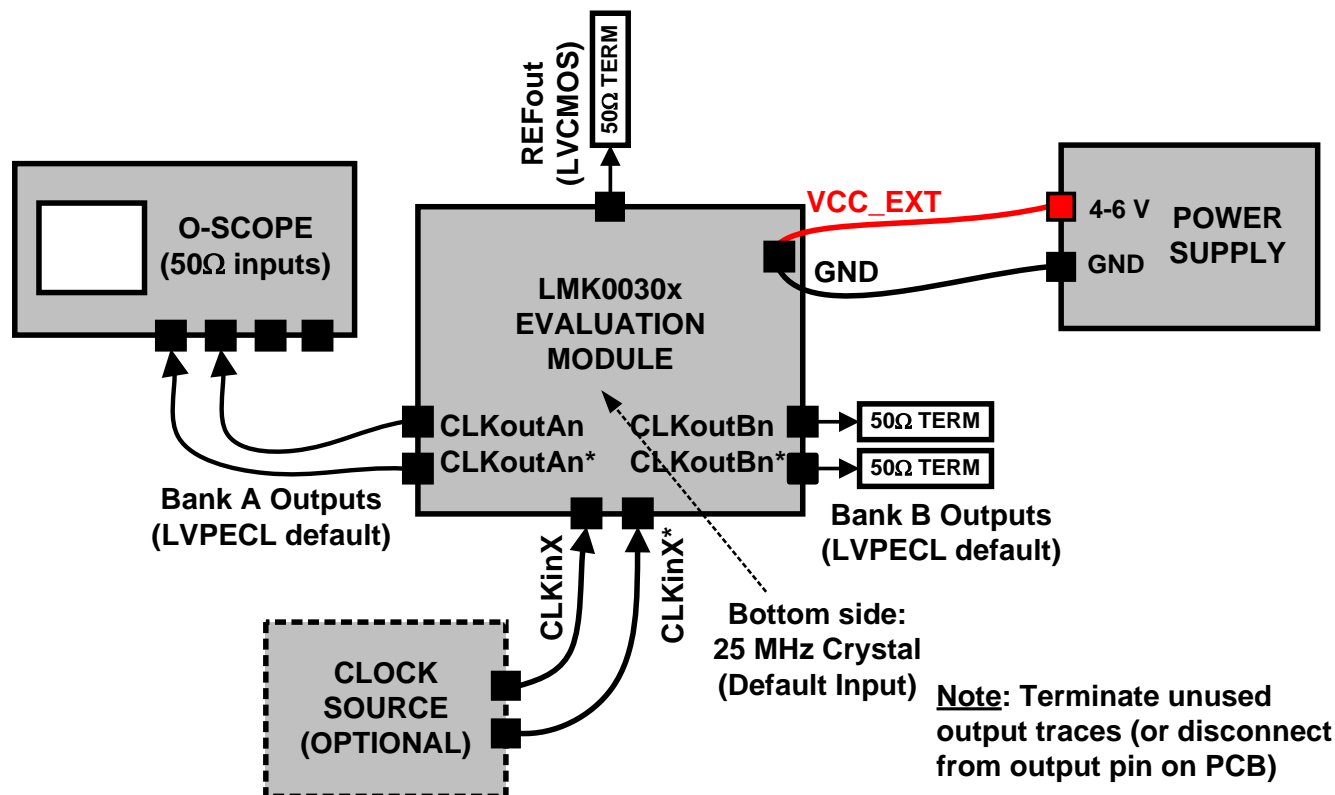 REFout
(LVCMOS)
50Ω TERM
O-SCOPE
(50Ω inputs)
VCC_EXT
GND
4-6 V
GND
POWER
SUPPLY
LMK0030x
EVALUATION
MODULE
CLKoutAn
CLKoutAn*
CLKoutBn
CLKoutBn*
50Ω TERM
50Ω TERM
Bank A Outputs
(LVPECL default)
Bank B Outputs
(LVPECL default)
CLKinX
CLKinX*
Bottom side:
25 MHz Crystal
(Default Input)
CLOCK
SOURCE
(OPTIONAL)
Note: Terminate unused
output traces (or disconnect
from output pin on PCB)